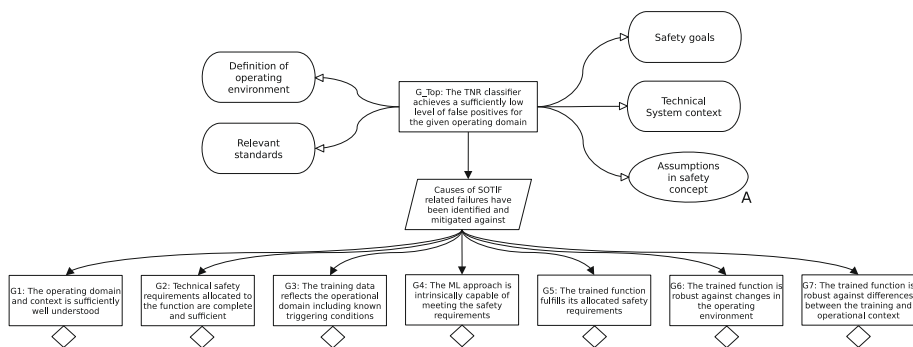 Safety goals
Definition of
operating
environment
G_Top: The TNR classifier
achieves a sufficiently low
level of false positives for
the given operating domain
Technical
System context
Relevant
standards
Assumptions
in safety
concept
A
Causes of SOTIF
related failures have
been identified and
mitigated against
G1: The operating domain
and context is sufficiently
well understood
G2: Technical safety
requirements allocated to
the function are complete
and sufficient
G3: The training data
reflects the operational
domain including known
triggering conditions
G4: The ML approach is
intrinsically capable of
meeting the safety
requirements
G5: The trained function
fulfills its allocated safety
requirements
G6: The trained function is
robust against changes in
the operating
environment
G7: The trained function is
robust against differences
between the training and
operational context